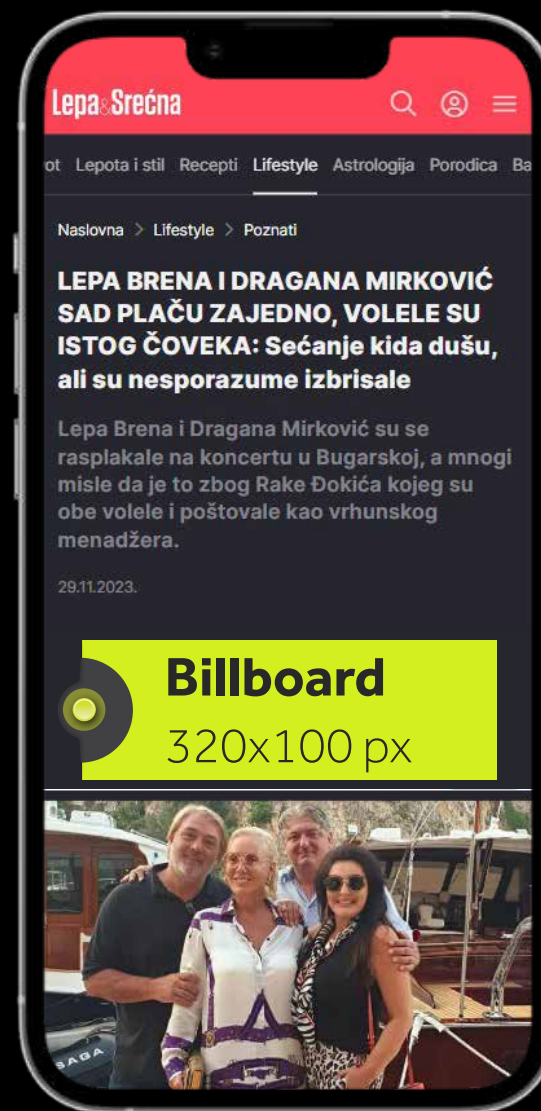 Lepa&Srećna
ot Lepota i stil Recepti Lifestyle Astrologija Porodica Ba
Naslovna > Lifestyle > Poznati
LEPA BRENA I DRAGANA MIRKOVIĆ
SAD PLAČU ZAJEDNO, VOLELE SU
ISTOG ČOVEKA: Sećanje kida dušu,
ali su nesporazume izbrisale
Lepa Brena i Dragana Mirković su se
rasplakale na koncertu u Bugarskoj, a mnogi
misle da je to zbog Rake Đokića kojeg su
obe volele i poštovale kao vrhunskog
menadžera.
29.11.2023.
Billboard
320x100 px
SAGA